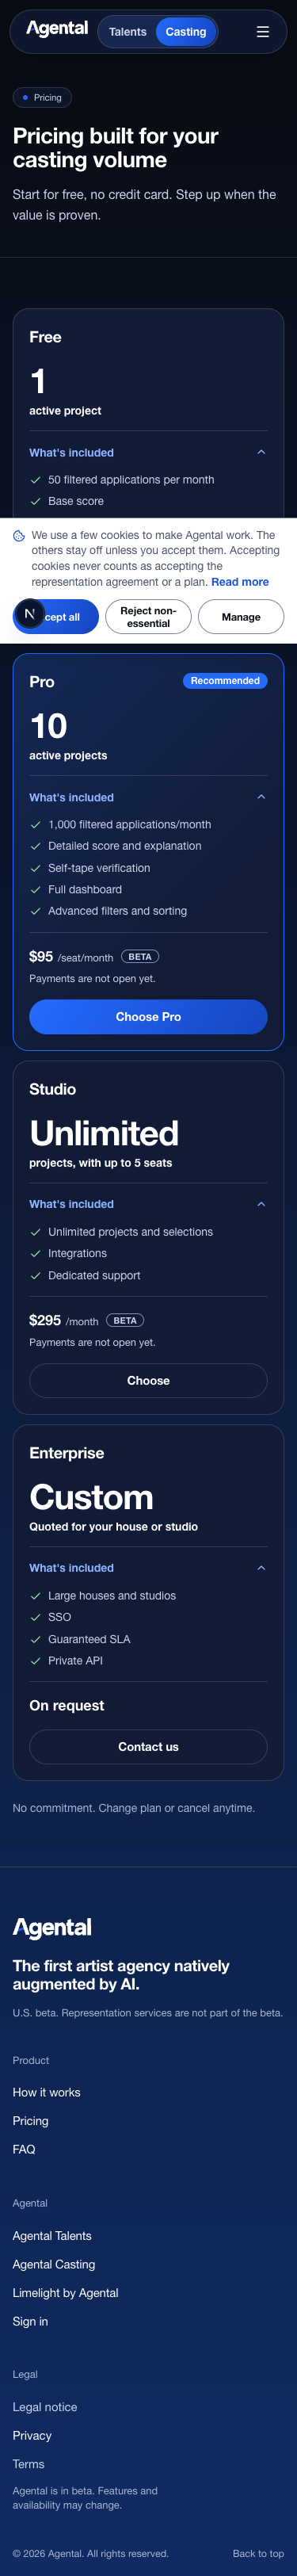 Agental
Talents
Casting
Pricing
Pricing built for your
casting volume
Start for free, no credit card. Step up when the
value is proven.
Free
1
active project
What's included
50 filtered applications per month
Base score
We use a few cookies to make Agental work. The
others stay off unless you accept them. Accepting
cookies never counts as accepting the
representation agreement or a plan. Read more
N
cept all
Reject non-
essential
Manage
Pro
Recommended
10
active projects
What's included
1,000 filtered applications/month
Detailed score and explanation
Self-tape verification
Full dashboard
Advanced filters and sorting
$95 /seat/month BETA
Payments are not open yet.
Choose Pro
Studio
Unlimited
projects, with up to 5 seats
What's included
Unlimited projects and selections
Integrations
Dedicated support
$295 /month BETA
Payments are not open yet.
Choose
Enterprise
Custom
Quoted for your house or studio
What's included
Large houses and studios
SSO
Guaranteed SLA
Private API
On request
Contact us
No commitment. Change plan or cancel anytime.
Agental
The first artist agency natively
augmented by AI.
U.S. beta. Representation services are not part of the beta.
Product
How it works
Pricing
FAQ
Agental
Agental Talents
Agental Casting
Limelight by Agental
Sign in
Legal
Legal notice
Privacy
Terms
Agental is in beta. Features and
availability may change.
© 2026 Agental. All rights reserved.
Back to top